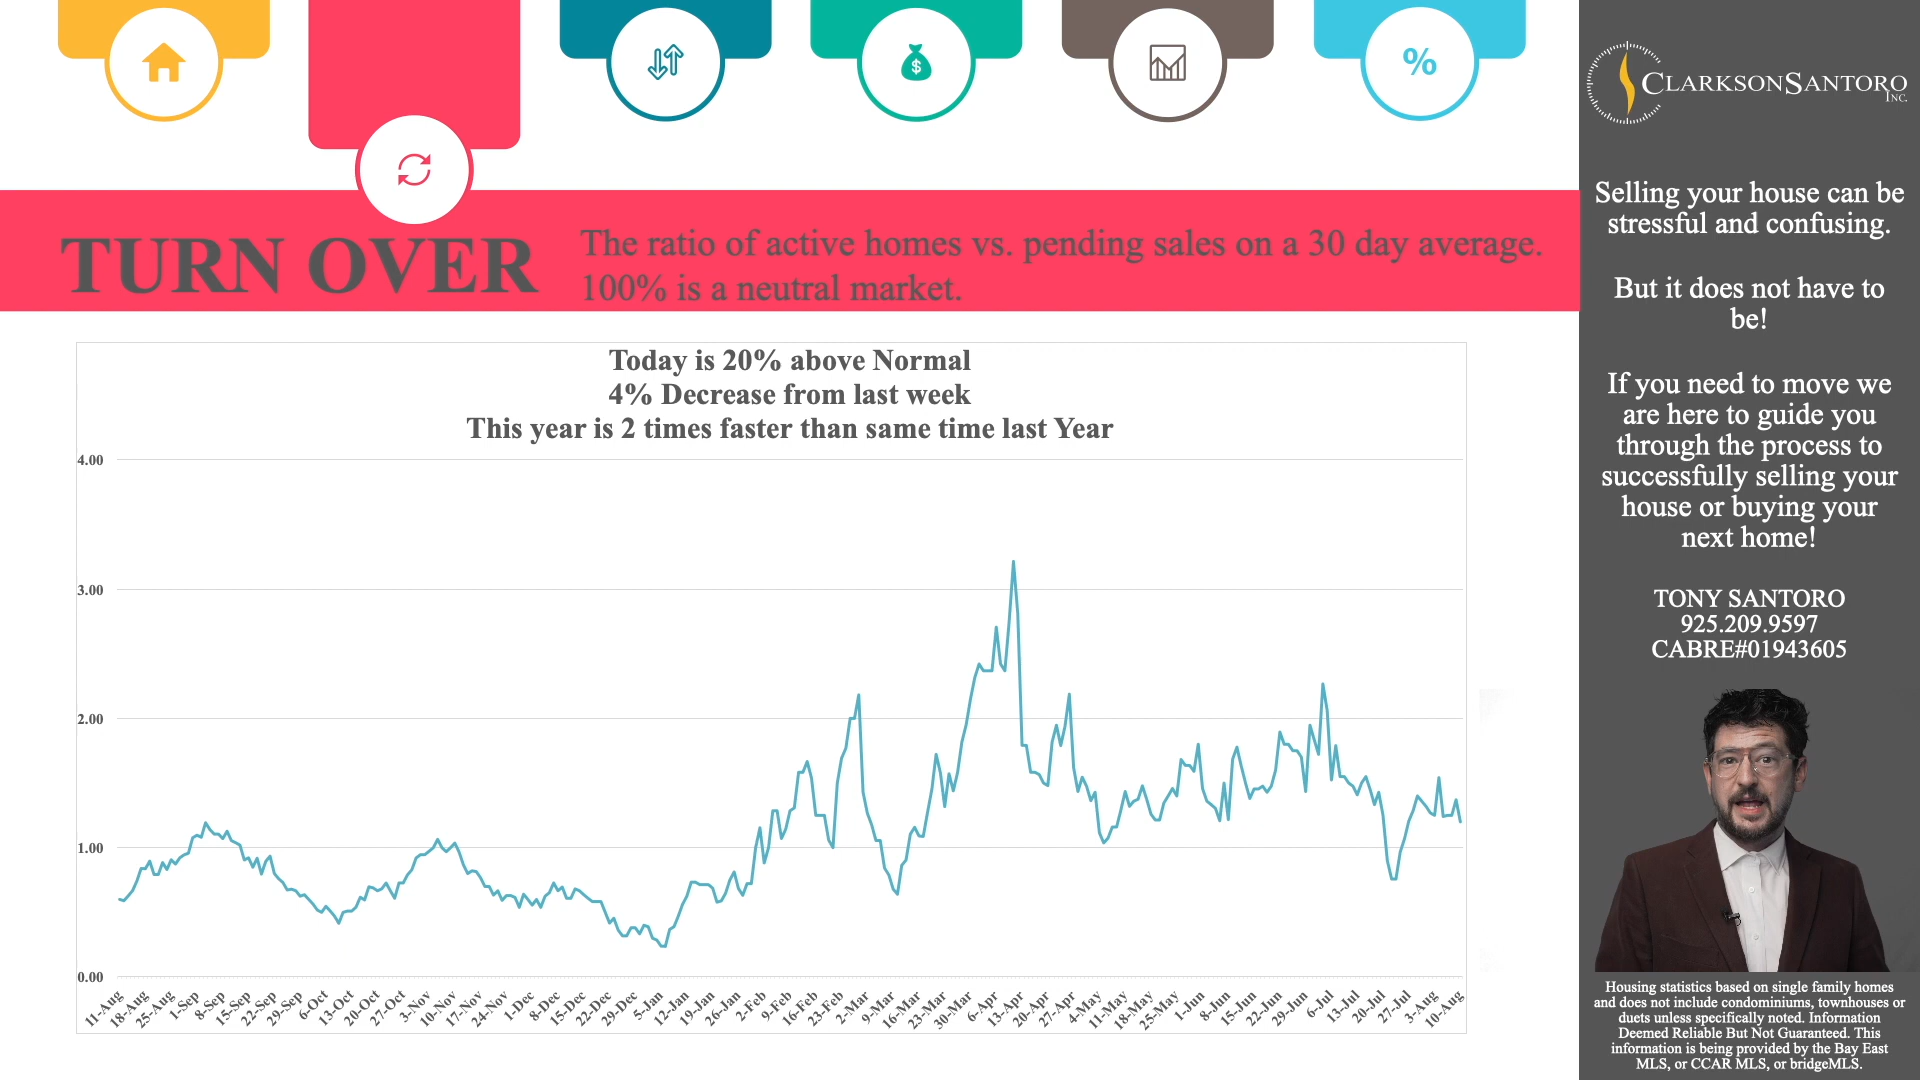 %
TURN OVER
The ratio of active homes vs. pending sales on a 30 day average.
100% is a neutral market.
Today is 20% above Normal
4% Decrease from last week
This year is 2 times faster than same time last Year
4.00
3.00
2.00
1.00
0.00
11-Aug
18-Aug
25-Aug
1-Sep
8-Sep
15-Sep
22-Sep
29-Sep
6-Oct
13-Oct
20-Oct
27-Oct
3-Nov
10-Nov
17-Nov
24-Nov
1-Dec
8-Dec
15-Dec
22-Dec
29-Dec
5-Jan
12-Jan
19-Jan
26-Jan
2-Feb
9-Feb
16-Feb
23-Feb
2-Mar
9-Mar
16-Mar
23-Mar
30-Mar
6-Apr
13-Apr
20-Apr
27-Apr
4-May
11-May
18-May
25-May
1-Jun
8-Jun
15-Jun
22-Jun
29-Jun
6-Jul
13-Jul
20-Jul
27-Jul
3-Aug
10-Aug
CLARKSONSANTORO
INC.
Selling your house can be
stressful and confusing.
But it does not have to
be!
If you need to move we
are here to guide you
through the process to
successfully selling your
house or buying your
next home!
TONY SANTORO
925.209.9597
CABRE#01943605
Housing statistics based on single family homes
and does not include condominiums, townhouses or
duets unless specifically noted. Information
Deemed Reliable But Not Guaranteed. This
information is being provided by the Bay East
MLS, or CCAR MLS, or bridgeMLS.